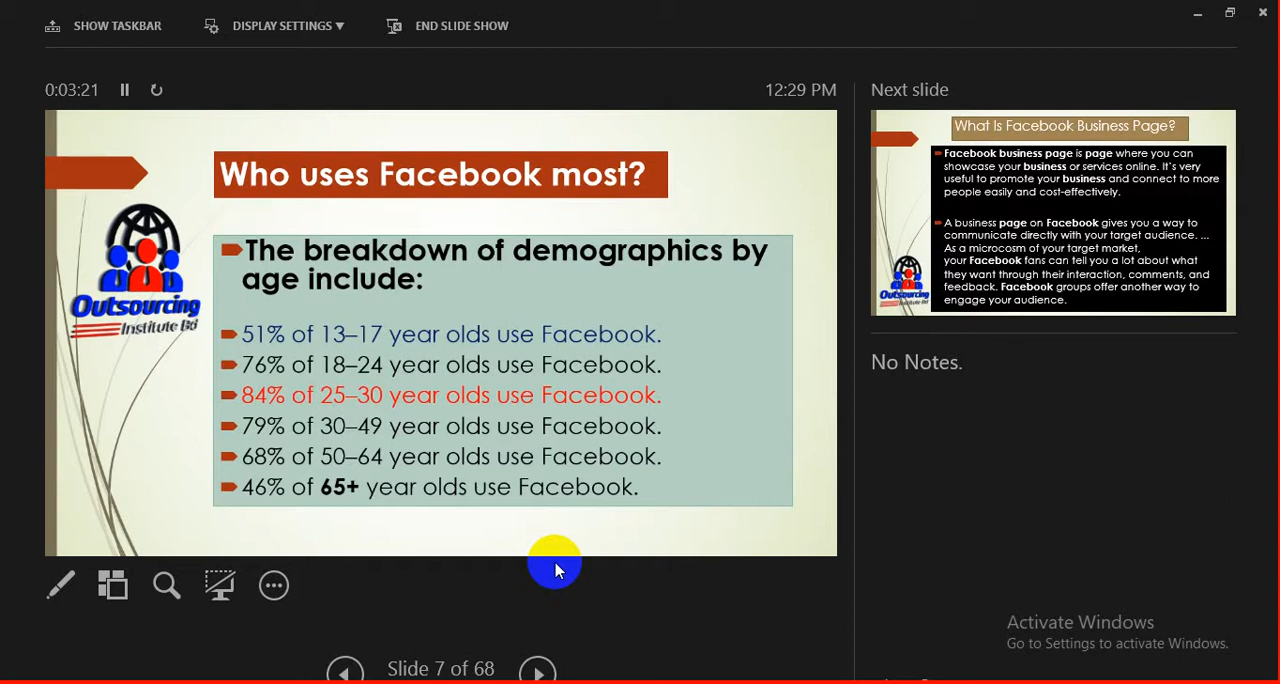 SHOW TASKBAR
DISPLAY SETTINGS ▼
END SLIDE SHOW
0:03:21
12:29 PM
Who uses Facebook most?
Outsourcing
Institute Bd
The breakdown of demographics by
age include:
51% of 13–17 year olds use Facebook.
76% of 18–24 year olds use Facebook.
84% of 25–30 year olds use Facebook.
79% of 30–49 year olds use Facebook.
68% of 50–64 year olds use Facebook.
46% of 65+ year olds use Facebook.
Slide 7 of 68
Next slide
What Is Facebook Business Page?
Facebook business page is page where you can
showcase your business or services online. It's very
useful to promote your business and connect to more
people easily and cost-effectively.
A business page on Facebook gives you a way to
communicate directly with your target audience. ...
As a microcosm of your target market,
your Facebook fans can tell you a lot about what
they want through their interaction, comments, and
feedback. Facebook groups offer another way to
engage your audience.
Outsourcing
No Notes.
Activate Windows
Go to Settings to activate Windows.